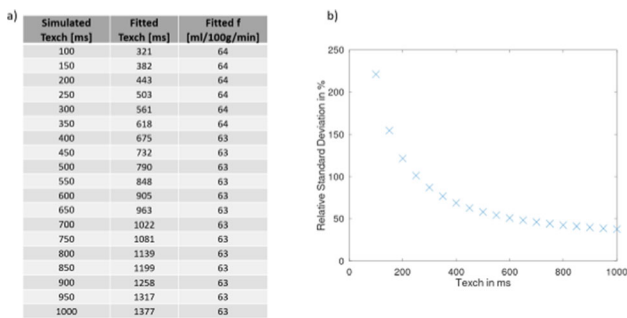 a)
Simulated Texch [ms] Fitted Texch [ms] Fitted f [ml/100g/min]
100 321 64
150 382 64
200 443 64
250 503 64
300 561 64
350 618 64
400 675 63
450 732 63
500 790 63
550 848 63
600 905 63
650 963 63
700 1022 63
750 1081 63
800 1139 63
850 1199 63
900 1258 63
950 1317 63
1000 1377 63
b)
Relative Standard Deviation in %
250
200
150
100
50
0
0 200 400 600 800 1000
Texch in ms